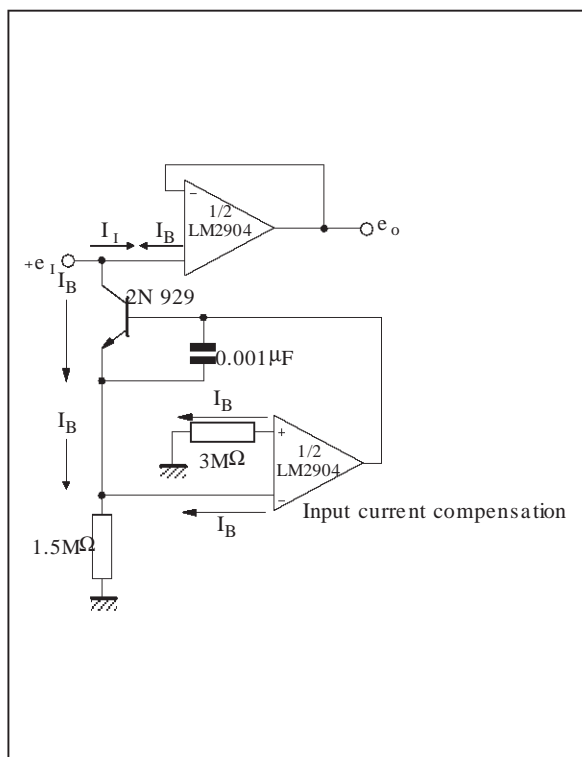 −
1/2
LM2904
e o
I I
I B
+e I
I B
2N 929
0.001µF
I B
I B
+
3MΩ
1/2
LM2904
−
Input current compensation
I B
1.5MΩ